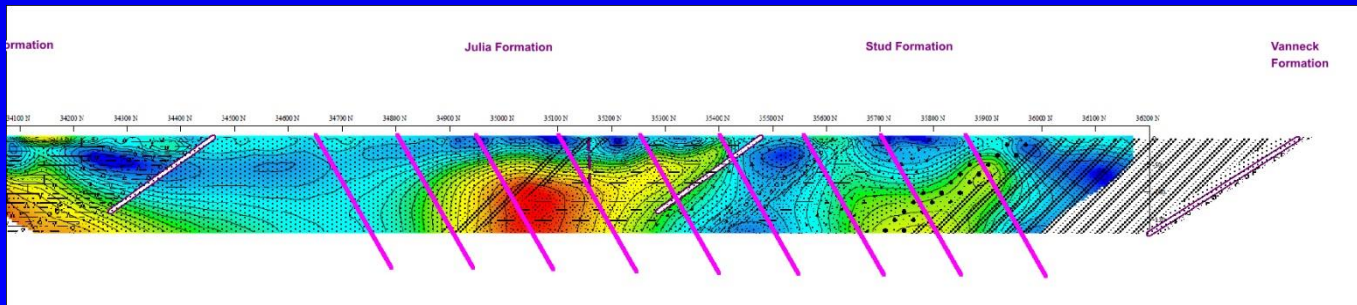 ormation
Julia Formation
Stud Formation
Vanneck
Formation
34100 N 34200 N 34300 N 34400 N 34500 N 34600 N 34700 N 34800 N 34900 N 35000 N 35100 N 35200 N 35300 N 35400 N 35500 N 35600 N 35700 N 35800 N 35900 N 36000 N 36100 N 36200 N